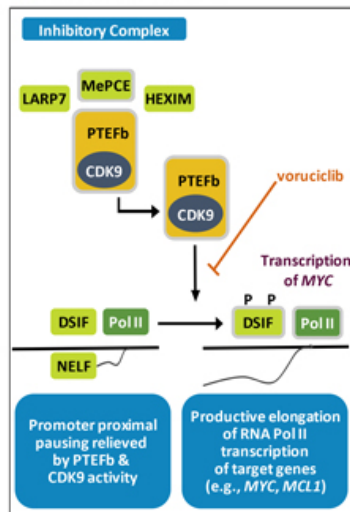 Inhibitory Complex
MePCE
LARP7
HEXIM
PTEFb
CDK9
PTEFb
CDK9
voruciclib
Transcription
of MYC
P P
DSIF
Pol II
DSIF
Pol II
NELF
Promoter proximal
pausing relieved
by PTEFb &
CDK9 activity
Productive elongation
of RNA Pol II
transcription
of target genes
(e.g., MYC, MCL1)